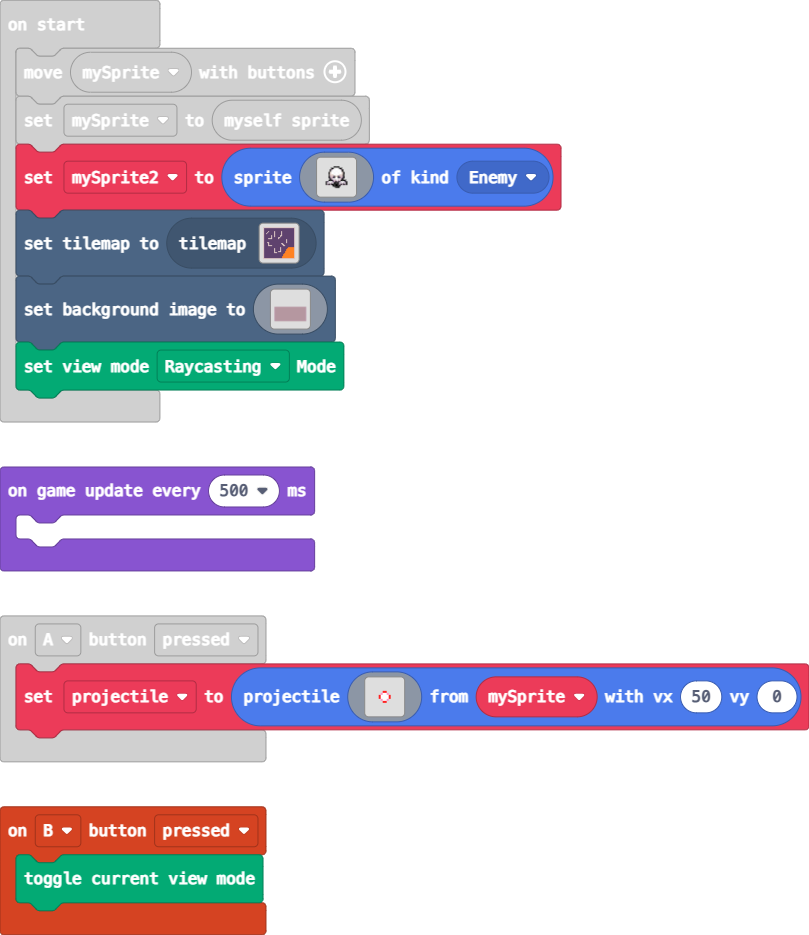 on start
move mySprite with buttons
set mySprite to myself sprite
set mySprite2 to sprite of kind Enemy
set tilemap to tilemap
set background image to
set view mode Raycasting Mode
on game update every 500 ms
on A button pressed
set projectile to projectile from mySprite with vx 50 vy 0
on B button pressed
toggle current view mode